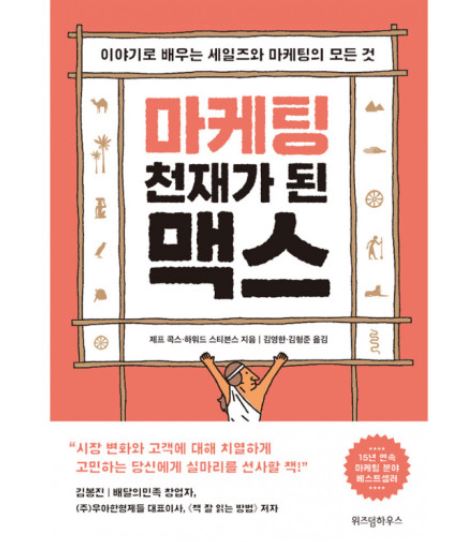 이야기로 배우는 세일즈와 마케팅의 모든 것
마케팅
천재가 된
맥스
제프 콕스·하워드 스티븐스 지음 | 김영한·김형준 옮김
“시장 변화와 고객에 대해 치열하게
고민하는 당신에게 실마리를 선사할 책!”
김봉진 | 배달의민족 창업자,
(주)우아한형제들 대표이사, 〈책 잘 읽는 방법〉 저자
15년 연속
마케팅 분야
베스트셀러
위즈덤하우스